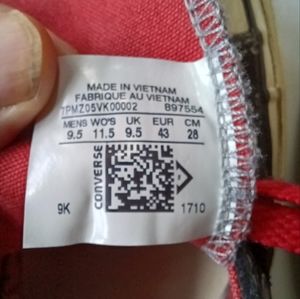 MADE IN VIETNAM
FABRIQUE AU VIETNAM
TPMZ05VK00002 897554
MENS WO'S UK EUR CM
9.5 11.5 9.5 43 28
CONVERSE
9K 1710